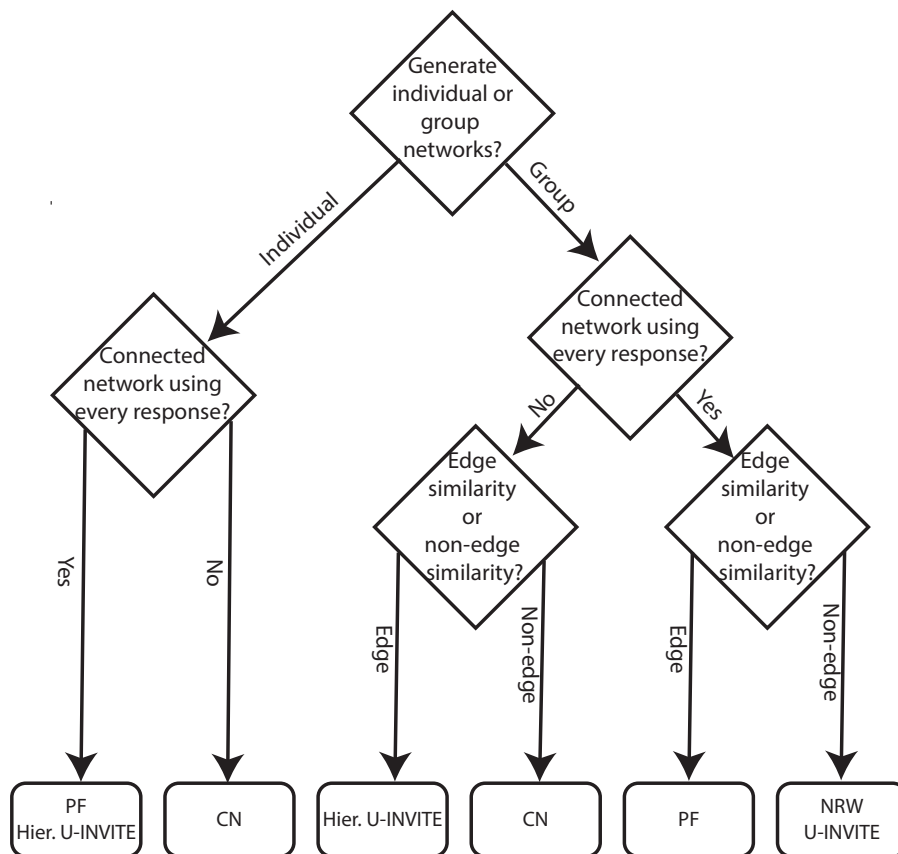 Generate
individual or
group
networks?
Individual
Group
Connected
network using
every response?
Connected
network using
every response?
No
Yes
Edge
similarity
or
non-edge
similarity?
Edge
similarity
or
non-edge
similarity?
Yes
No
Edge
Non-edge
Edge
Non-edge
PF
Hier. U-INVITE
CN
Hier. U-INVITE
CN
PF
NRW
U-INVITE